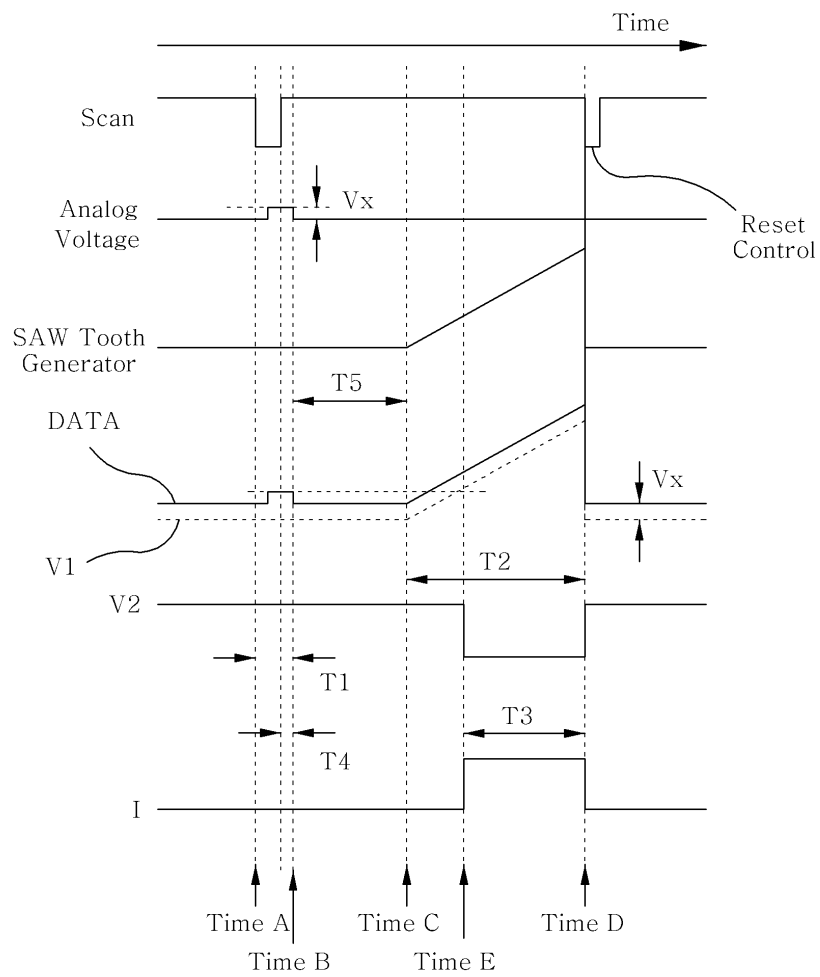 Time
Scan
Vx
Analog
Voltage
Reset
Control
SAW Tooth
Generator
T5
DATA
Vx
V1
T2
V2
T1
T3
T4
I
Time A
Time C
Time D
Time B
Time E